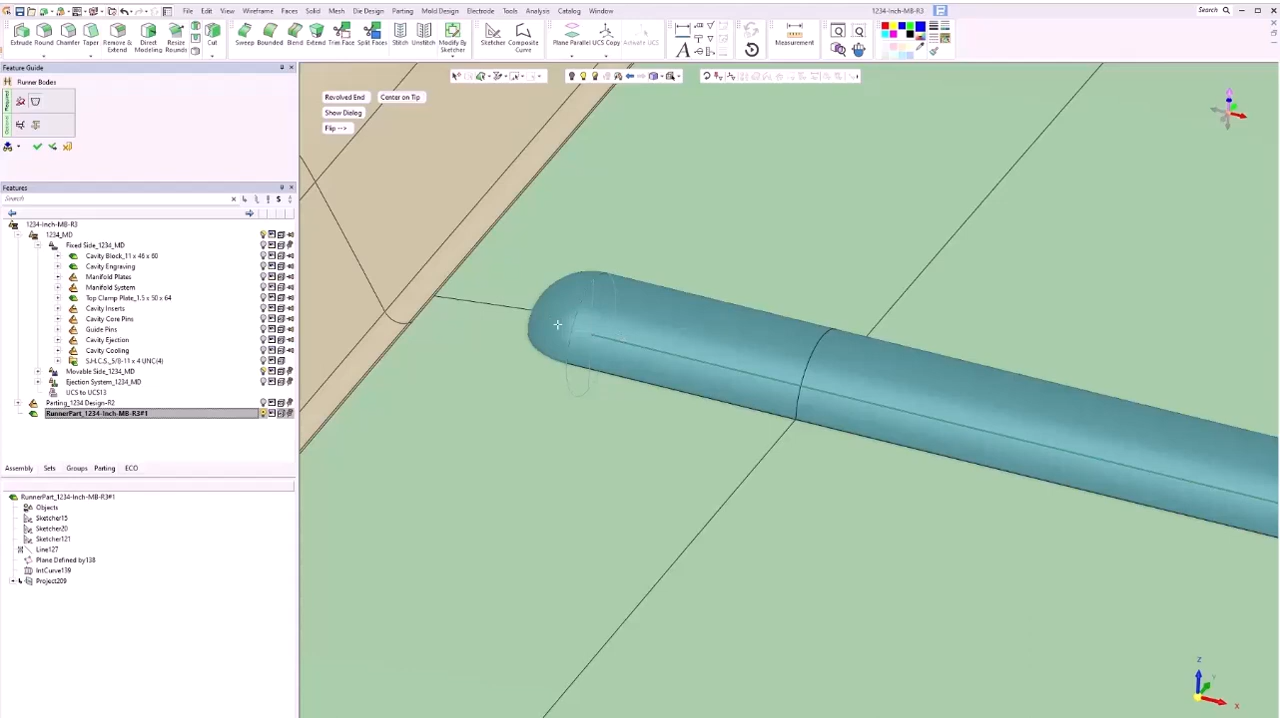 File Edit View Wireframe Faces Solid Mesh Die Design Parting Mold Design Electrode Tools Analysis Catalog Window
1234-Inch-MB-R3
Search
Extrude Round Chamfer Taper Remove & Extend Direct Modeling Resize Rounds Cut Sweep Bounded Blend Extend Trim Face Split Faces Stitch Unstitch Modify By Sketcher Sketcher Composite Curve Plane Parallel UCS Copy Activate UCS Measurement
Feature Guide
Runner Bodies
Required
Optional
Revolved End Center on Tip
Show Dialog
Flip -->
Features
Search
1234-Inch-MB-R3
1234_MD
Fixed Side_1234_MD
Cavity Block_11 x 46 x 60
Cavity Engraving
Manifold Plates
Manifold System
Top Clamp Plate_1.5 x 50 x 64
Cavity Inserts
Cavity Core Pins
Guide Pins
Cavity Ejection
Cavity Cooling
S.H.C.S._5/8-11 x 4 UNC(4)
Movable Side_1234_MD
Ejection System_1234_MD
UCS to UCS13
Parting_1234 Design-R2
RunnerPart_1234-Inch-MB-R3#1
Assembly Sets Groups Parting ECO
RunnerPart_1234-Inch-MB-R3#1
Objects
Sketcher15
Sketcher20
Sketcher121
Line127
Plane Defined by138
IntCurve139
Project209
Z
Y
X